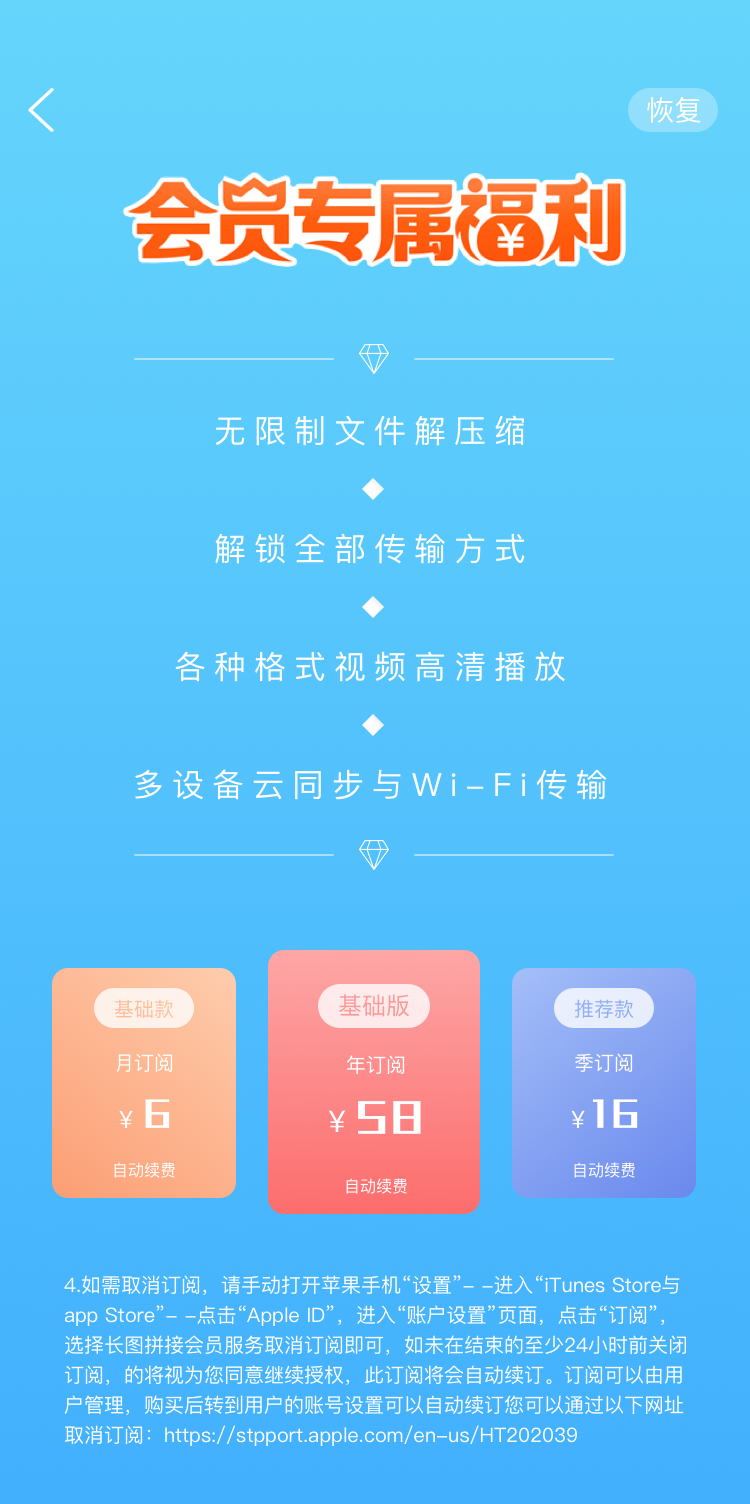 恢复
会员专属福利
无限制文件解压缩
解锁全部传输方式
各种格式视频高清播放
多设备云同步与Wi-Fi传输
基础款
月订阅
¥ 6
自动续费
基础版
年订阅
¥ 58
自动续费
推荐款
季订阅
¥ 16
自动续费
4.如需取消订阅，请手动打开苹果手机“设置”- -进入“iTunes Store与
app Store”- -点击“Apple ID”，进入“账户设置”页面，点击“订阅”，
选择长图拼接会员服务取消订阅即可，如未在结束的至少24小时前关闭
订阅，的将视为您同意继续授权，此订阅将会自动续订。订阅可以由用
户管理，购买后转到用户的账号设置可以自动续订您可以通过以下网址
取消订阅：https://stpport.apple.com/en-us/HT202039